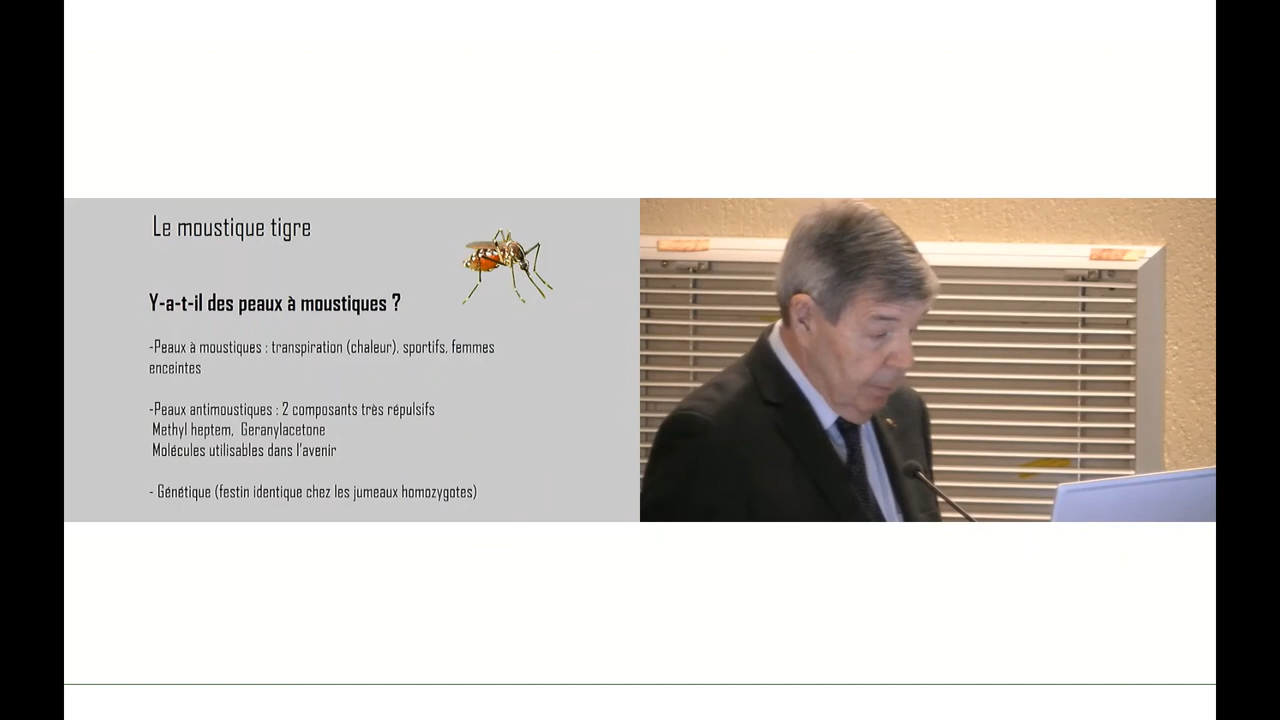 Le moustique tigre
Y-a-t-il des peaux à moustiques ?
-Peaux à moustiques : transpiration (chaleur), sportifs, femmes
enceintes
-Peaux antimoustiques : 2 composants très répulsifs
Methyl heptem, Geranylacetone
Molécules utilisables dans l'avenir
- Génétique (festin identique chez les jumeaux homozygotes)